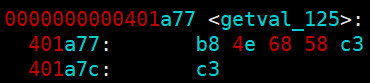 0000000000401a77 <getval_125>:
401a77: b8 4e 68 58 c3
401a7c: c3